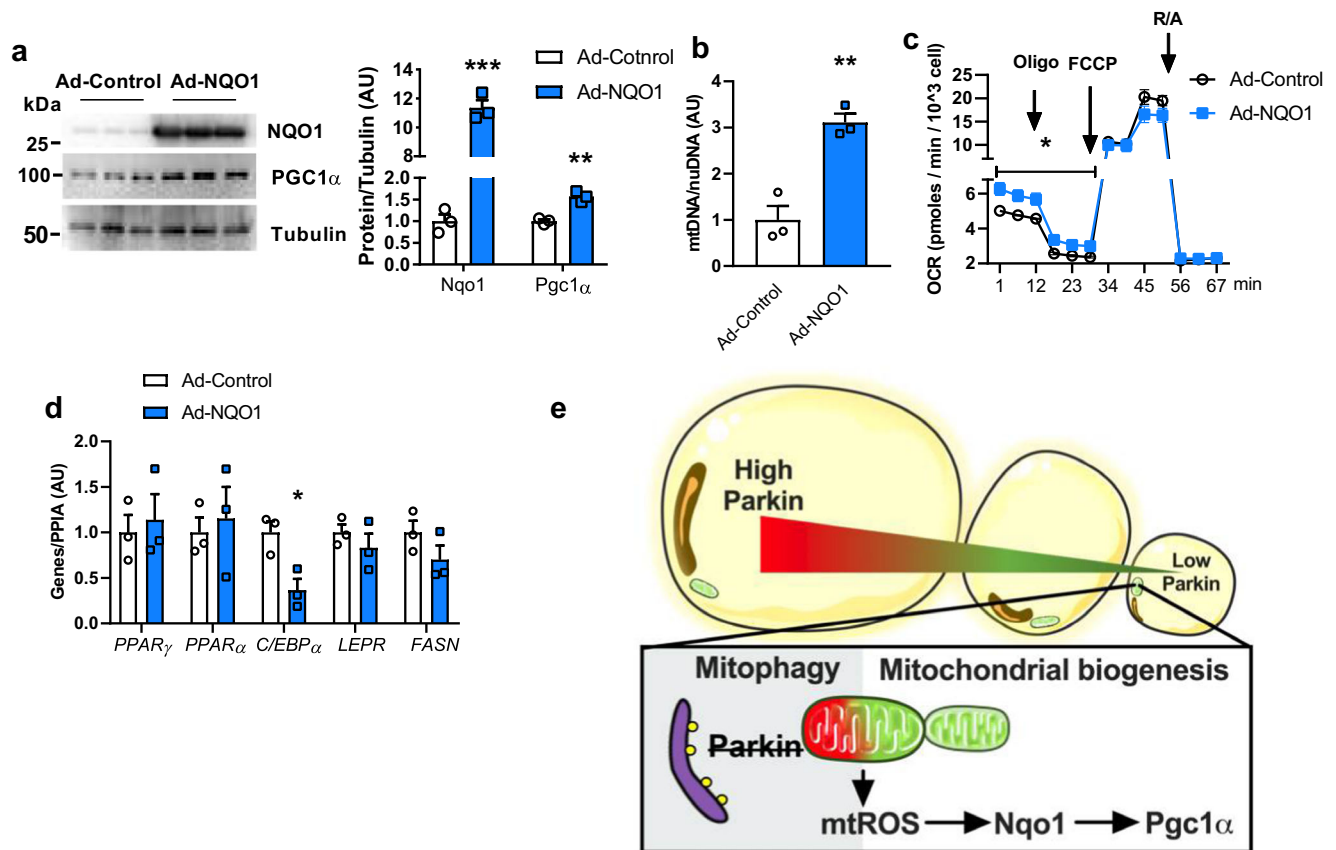 a
Ad-Control Ad-NQO1
kDa
25
NQO1
100
PGC1α
50
Tubulin
Protein/Tubulin (AU)
14
12
10
8
6
1.5
1.0
0.5
0.0
***
**
Nqo1 Pgc1α
Ad-Cotnrol
Ad-NQO1
b
mtDNA/nuDNA (AU)
4
3
2
1
0
**
Ad-Control
Ad-NQO1
c
R/A
Oligo FCCP
*
Ad-Control
Ad-NQO1
OCR (pmoles / min / 10^3 cell)
25
20
15
10
6
4
2
1 12 23 34 45 56 67 min
d
Ad-Control
Ad-NQO1
Genes/PPIA (AU)
2.0
1.5
1.0
0.5
0.0
*
PPARγ PPARα C/EBPα LEPR FASN
e
High
Parkin
Low
Parkin
Mitophagy Mitochondrial biogenesis
Parkin
mtROS Nqo1 Pgc1α